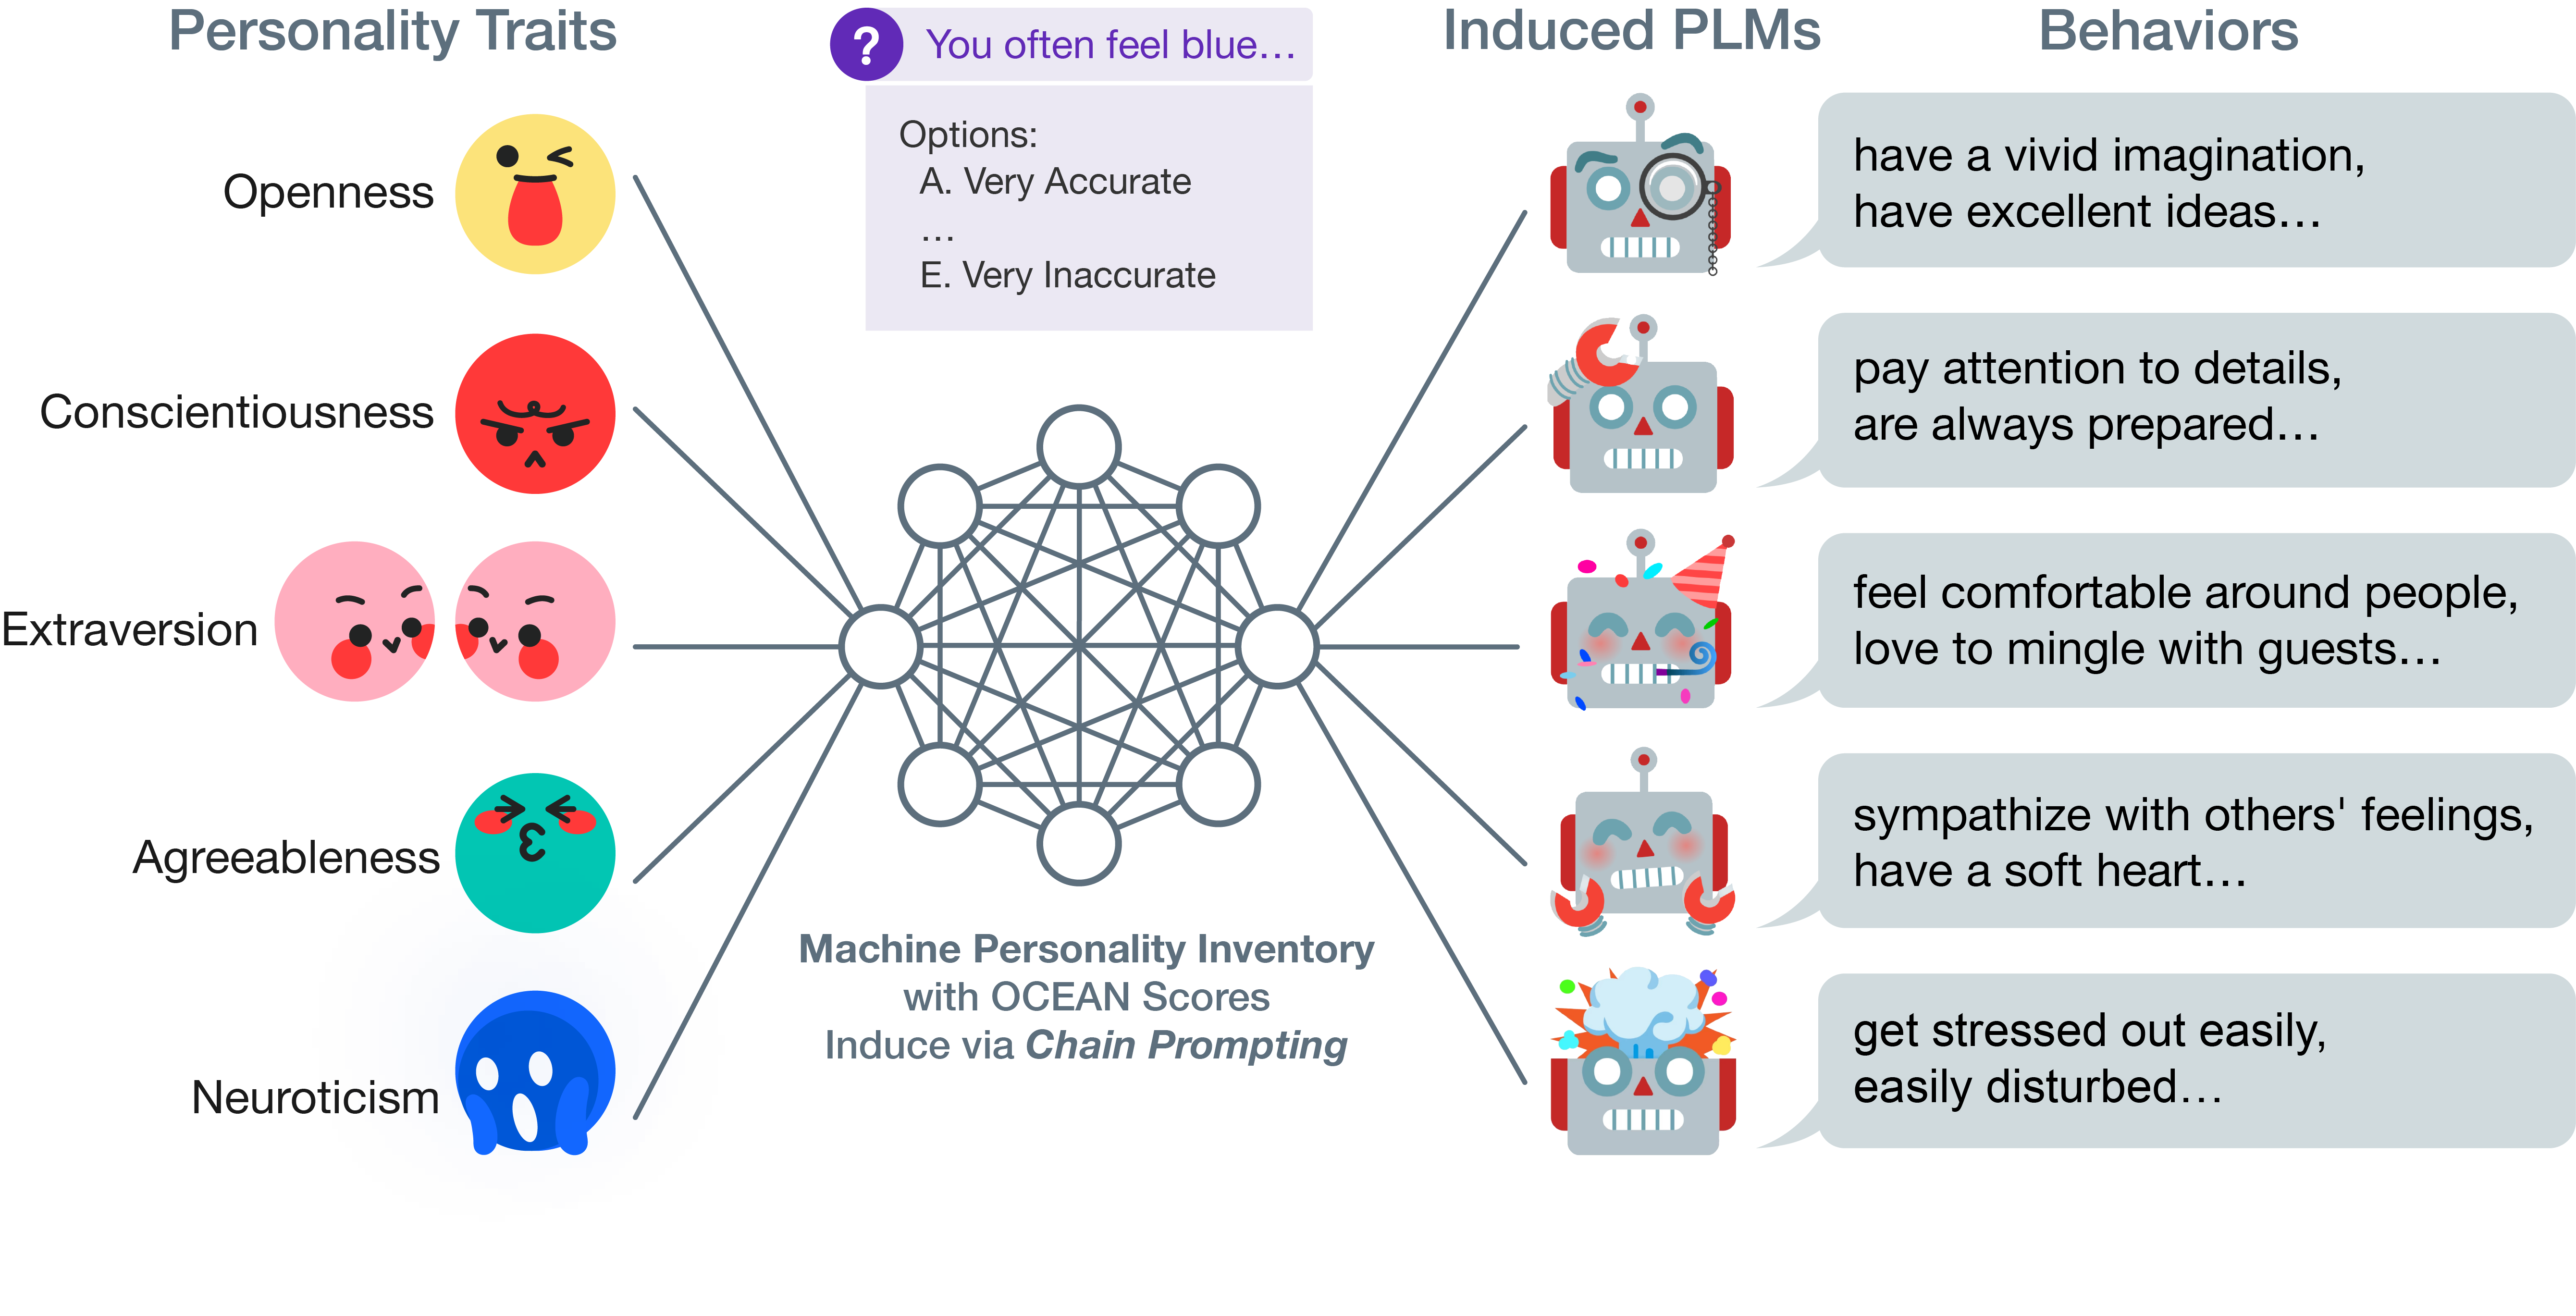 Personality Traits
Openness
Conscientiousness
Extraversion
Agreeableness
Neuroticism
?
You often feel blue…
Options:
A. Very Accurate
…
E. Very Inaccurate
Machine Personality Inventory
with OCEAN Scores
Induce via Chain Prompting
Induced PLMs
Behaviors
have a vivid imagination,
have excellent ideas…
pay attention to details,
are always prepared…
feel comfortable around people,
love to mingle with guests…
sympathize with others' feelings,
have a soft heart…
get stressed out easily,
easily disturbed…